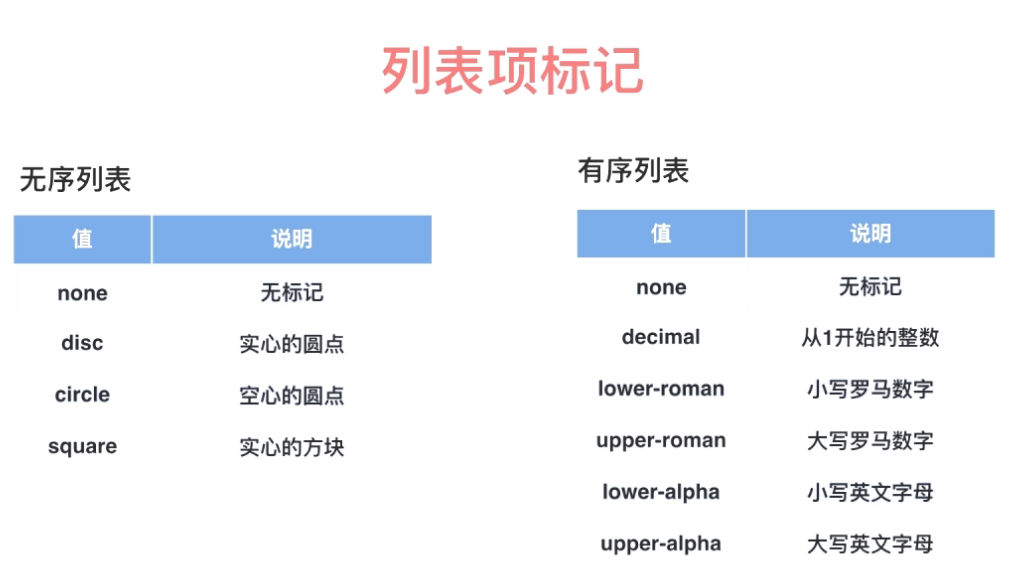 列表项标记
无序列表
值 说明
none 无标记
disc 实心的圆点
circle 空心的圆点
square 实心的方块
有序列表
值 说明
none 无标记
decimal 从1开始的整数
lower-roman 小写罗马数字
upper-roman 大写罗马数字
lower-alpha 小写英文字母
upper-alpha 大写英文字母